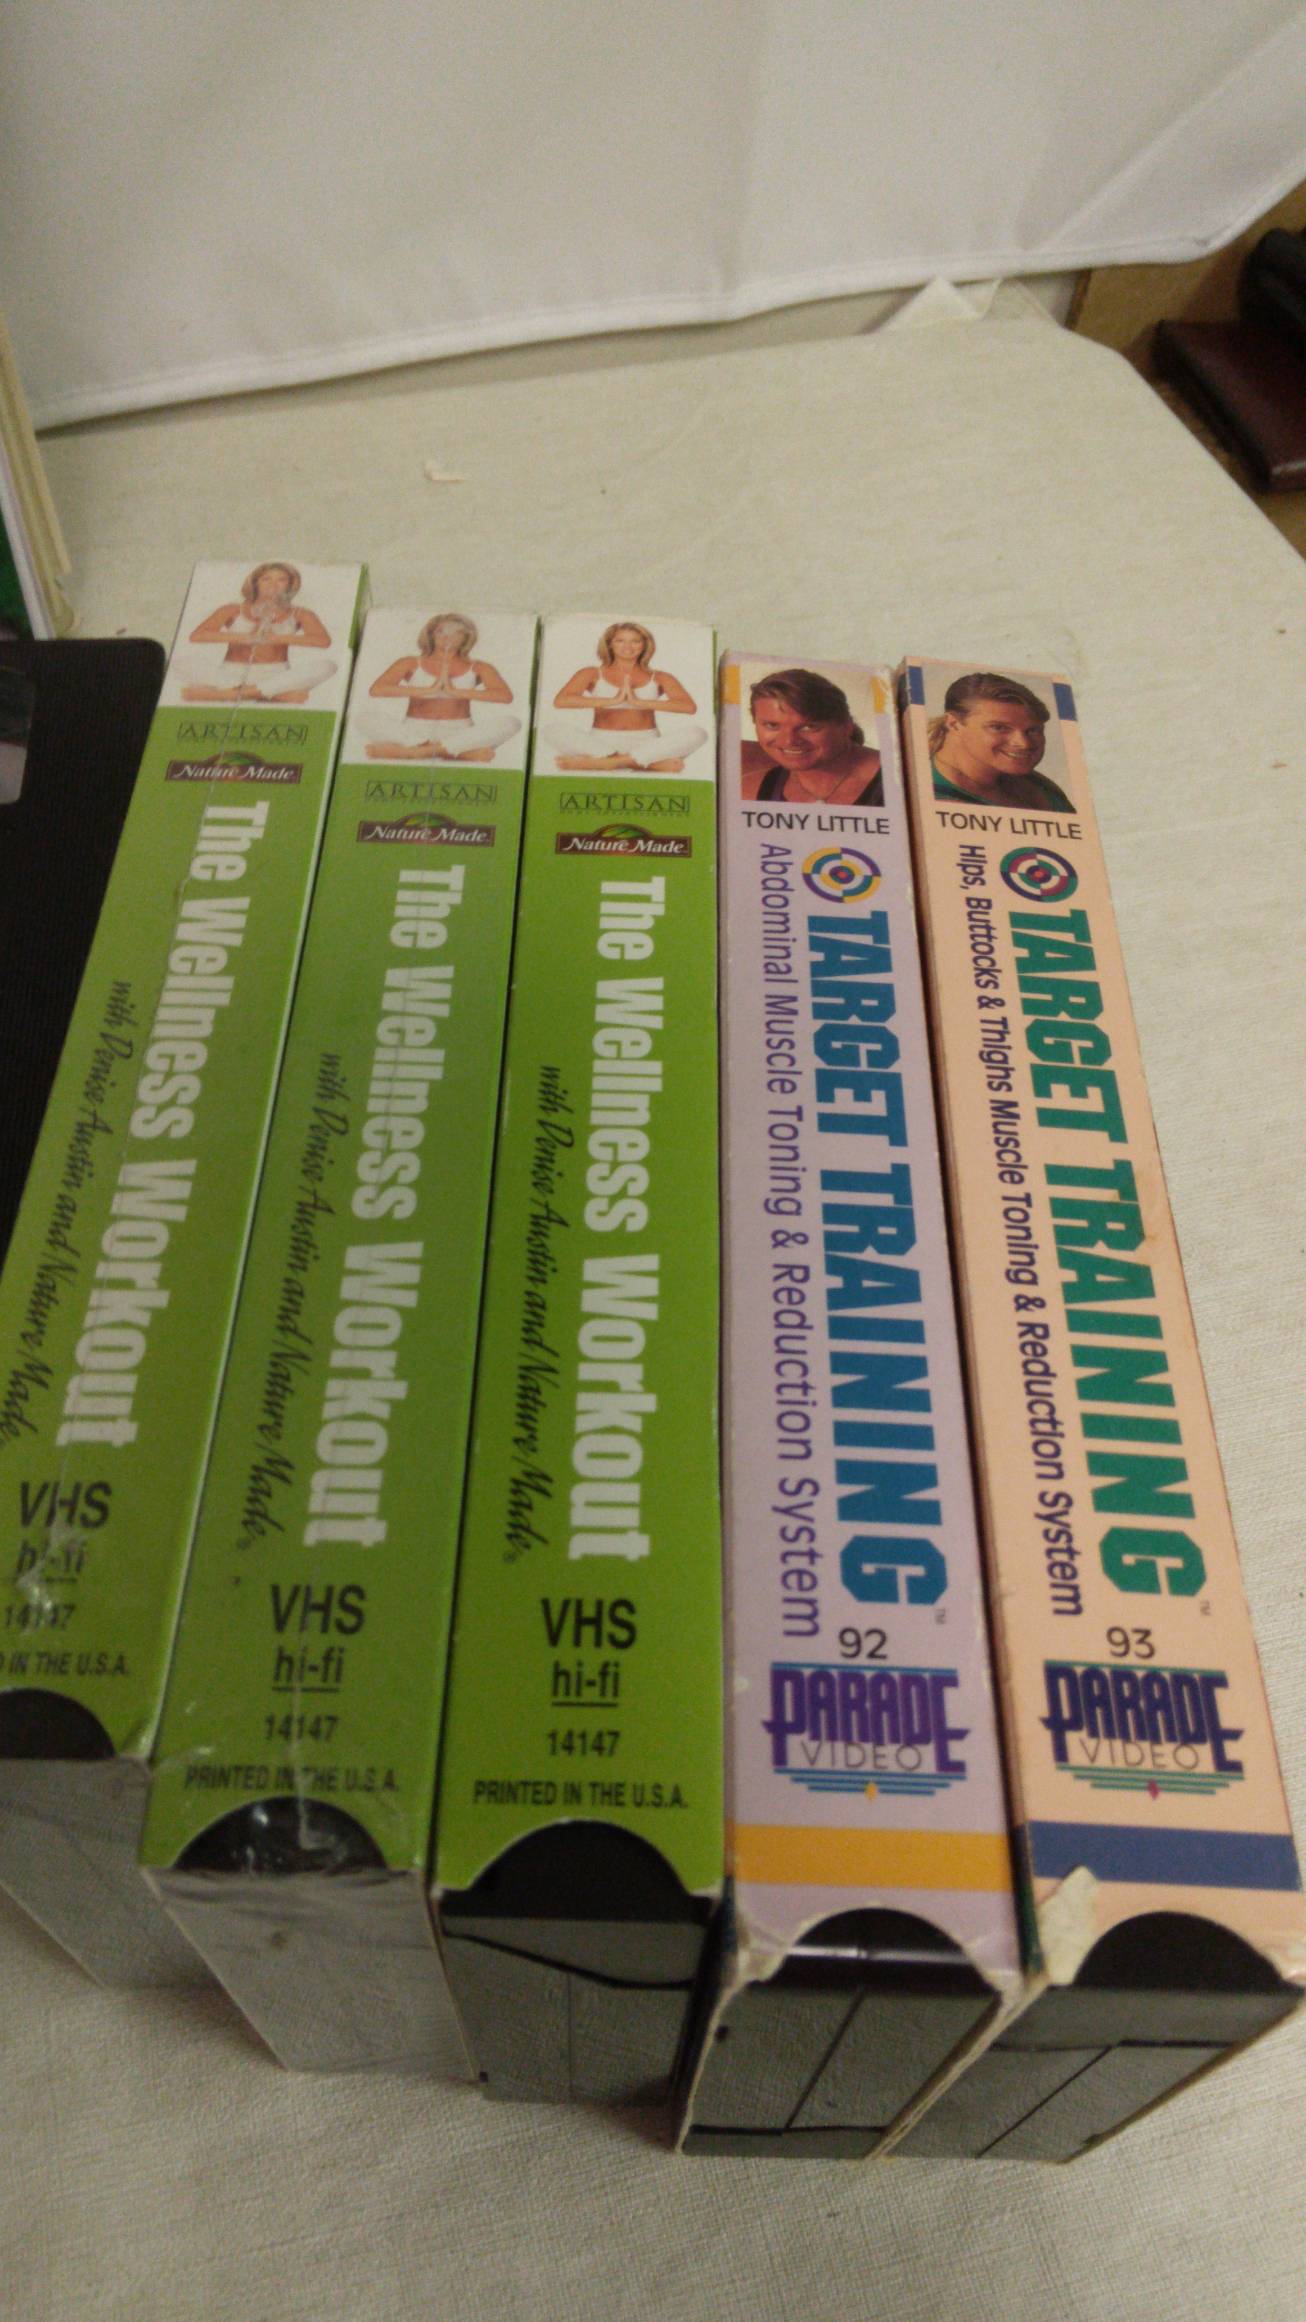 ARTISAN
Nature Made
The Wellness Workout
with Denise Austin and Nature Made®
VHS
hi-fi
14147
IN THE U.S.A.
ARTISAN
Nature Made
The Wellness Workout
with Denise Austin and Nature Made®
VHS
hi-fi
14147
PRINTED IN THE U.S.A.
ARTISAN
Nature Made
The Wellness Workout
with Denise Austin and Nature Made®
VHS
hi-fi
14147
PRINTED IN THE U.S.A.
TONY LITTLE
TARGET TRAINING™
Abdominal Muscle Toning & Reduction System
92
PARADE
VIDEO
TONY LITTLE
TARGET TRAINING™
Hips, Buttocks & Thighs Muscle Toning & Reduction System
93
PARADE
VIDEO